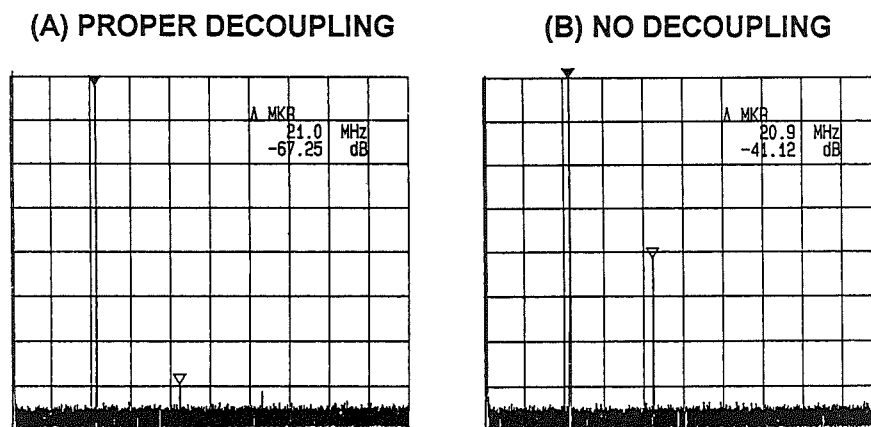 (A) PROPER DECOUPLING
(B) NO DECOUPLING
Δ MKR
21.0 MHz
-67.25 dB
Δ MKR
20.9 MHz
-41.12 dB